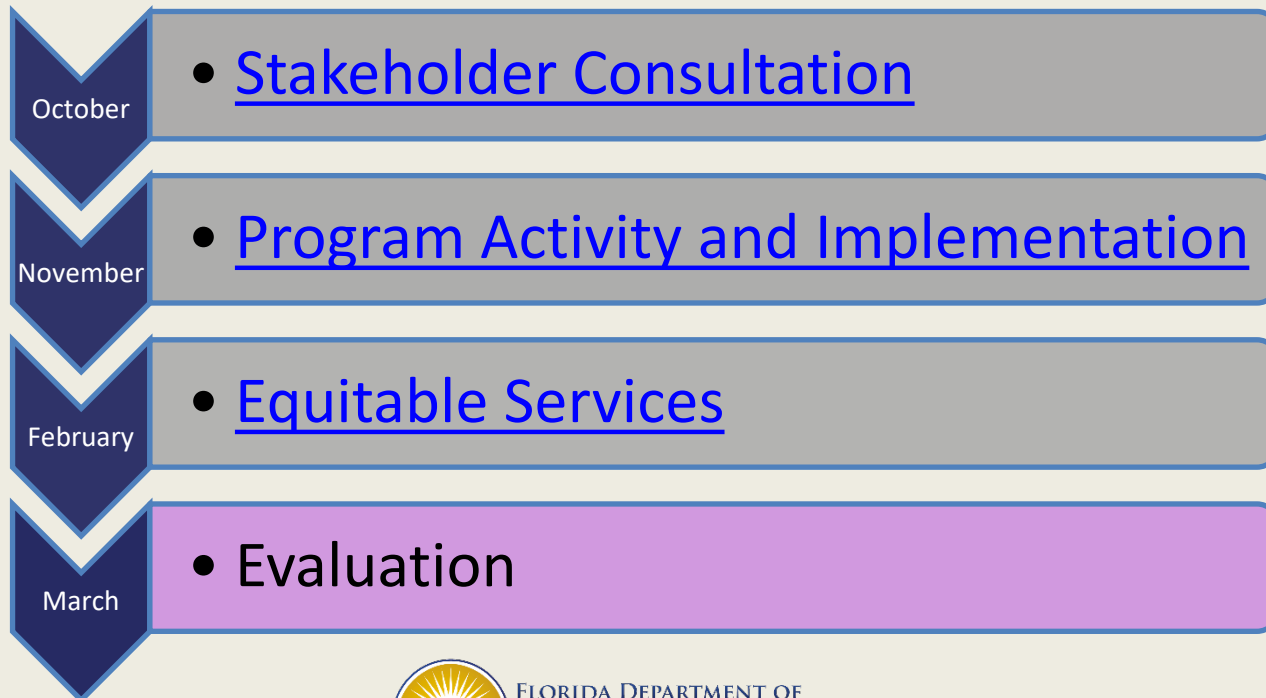 October
• Stakeholder Consultation
November
• Program Activity and Implementation
February
• Equitable Services
March
• Evaluation
FLORIDA DEPARTMENT OF